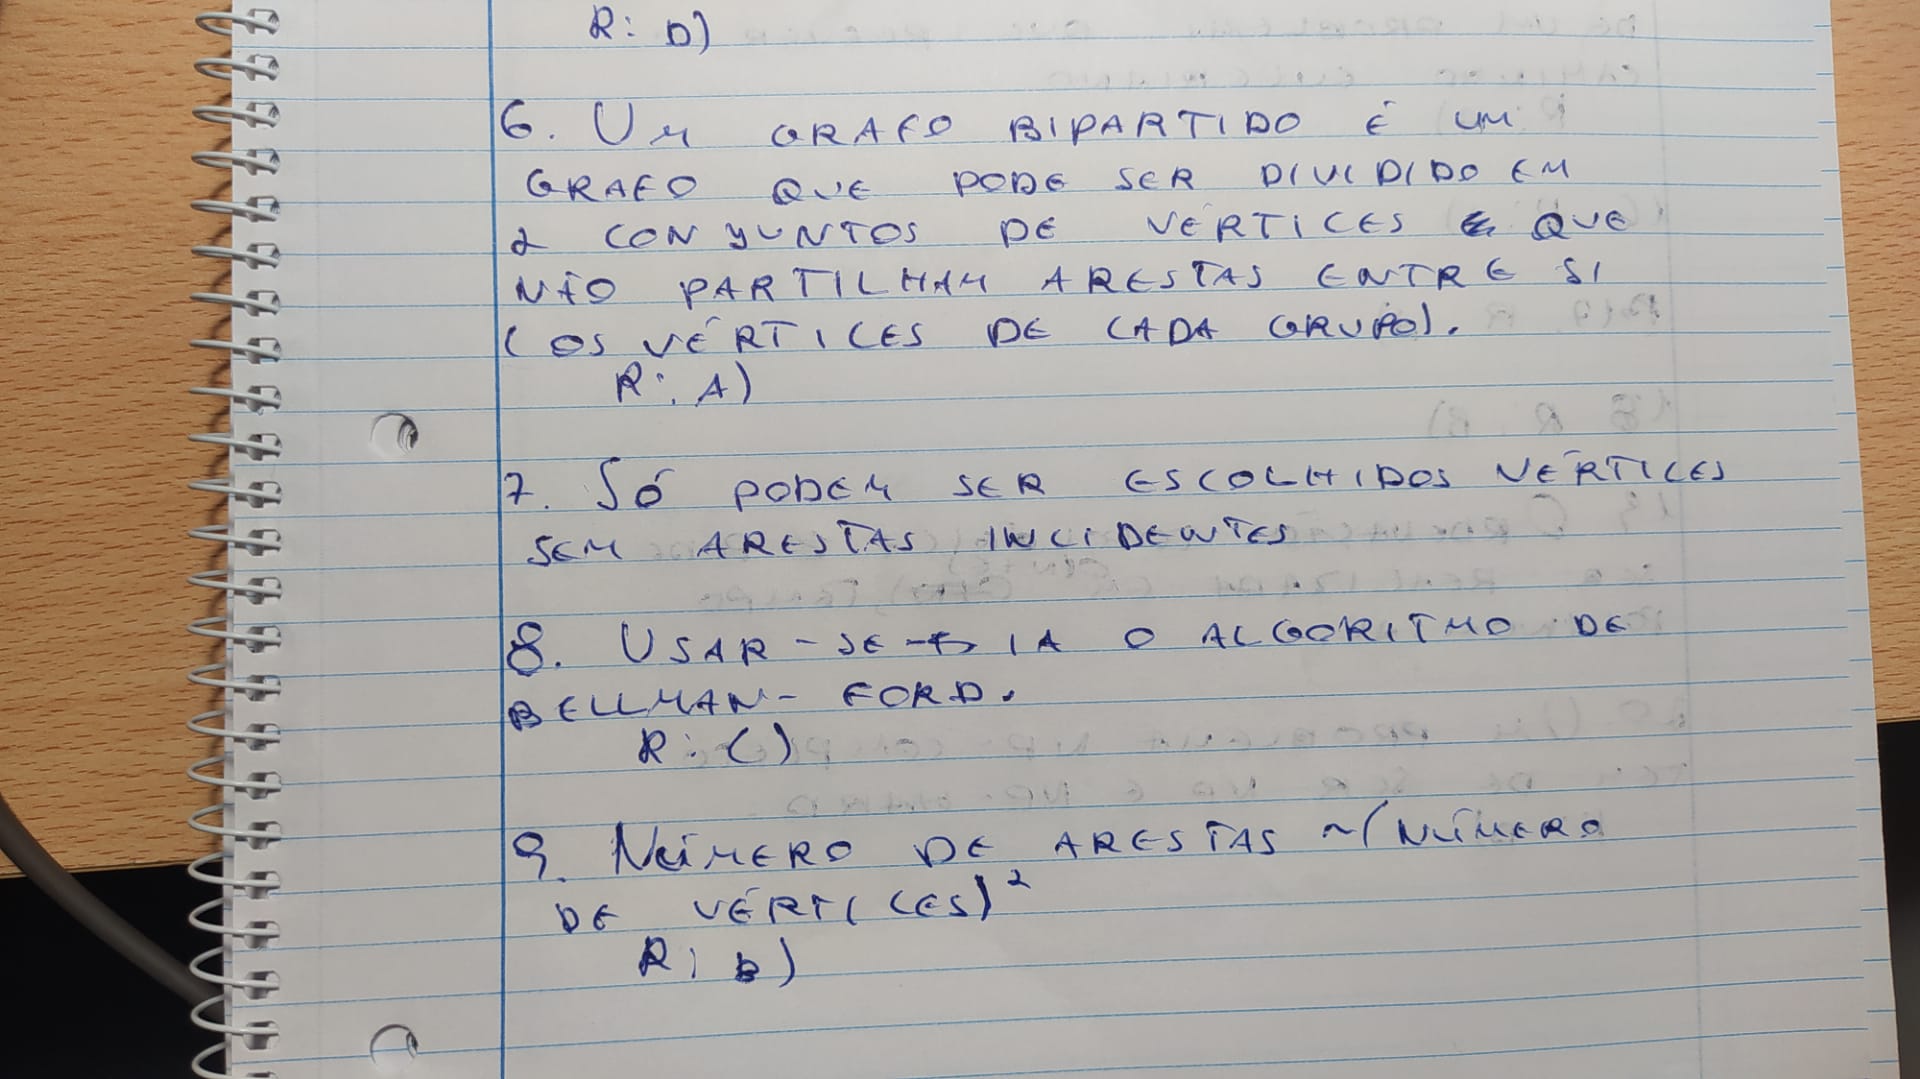 R: D)
6. UM GRAFO BIPARTIDO É UM
GRAFO QUE PODE SER DIVIDIDO EM
2 CONJUNTOS DE VÉRTICES E QUE
NÃO PARTILHAM ARESTAS ENTRE SI
(OS VÉRTICES DE CADA GRUPO).
R: A)
7. SÓ PODEM SER ESCOLHIDOS VÉRTICES
SEM ARESTAS INCIDENTES
8. USAR-SE-IA O ALGORITMO DE
BELLMAN-FORD.
R: C)
9. NÚMERO DE ARESTAS ~(NÚMERO
DE VÉRTICES)²
R: B)